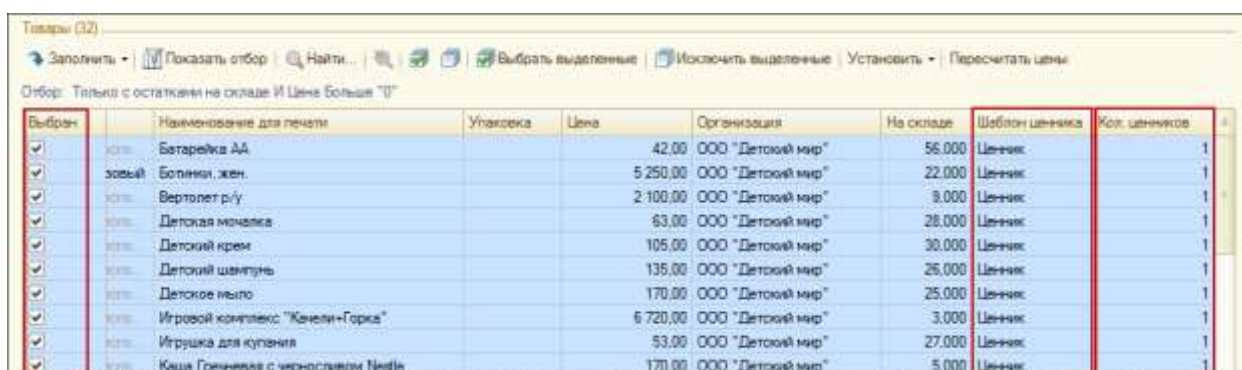 Товары (32)
Заполнить Показать отбор Найти... Выбрать выделенные Исключить выделенные Установить Пересчитать цены
Отбор: Только с остатками на складе И Цена Больше "0"
Выбран Наименование для печати Упаковка Цена Организация На складе Шаблон ценника Кол. ценников
Батарейка АА 42,00 ООО "Детский мир" 56,000 Ценник 1
зовый Ботинки, жен. 5 250,00 ООО "Детский мир" 22,000 Ценник 1
Вертолет р/у 2 100,00 ООО "Детский мир" 9,000 Ценник 1
Детская мочалка 63,00 ООО "Детский мир" 28,000 Ценник 1
Детский крем 105,00 ООО "Детский мир" 30,000 Ценник 1
Детский шампунь 135,00 ООО "Детский мир" 26,000 Ценник 1
Детское мыло 170,00 ООО "Детский мир" 25,000 Ценник 1
Игровой комплекс "Качели+Горка" 6 720,00 ООО "Детский мир" 3,000 Ценник 1
Игрушка для купания 53,00 ООО "Детский мир" 27,000 Ценник 1
Каша Гречневая с черносливом Nestle 170,00 ООО "Детский мир" 5,000 Ценник 1